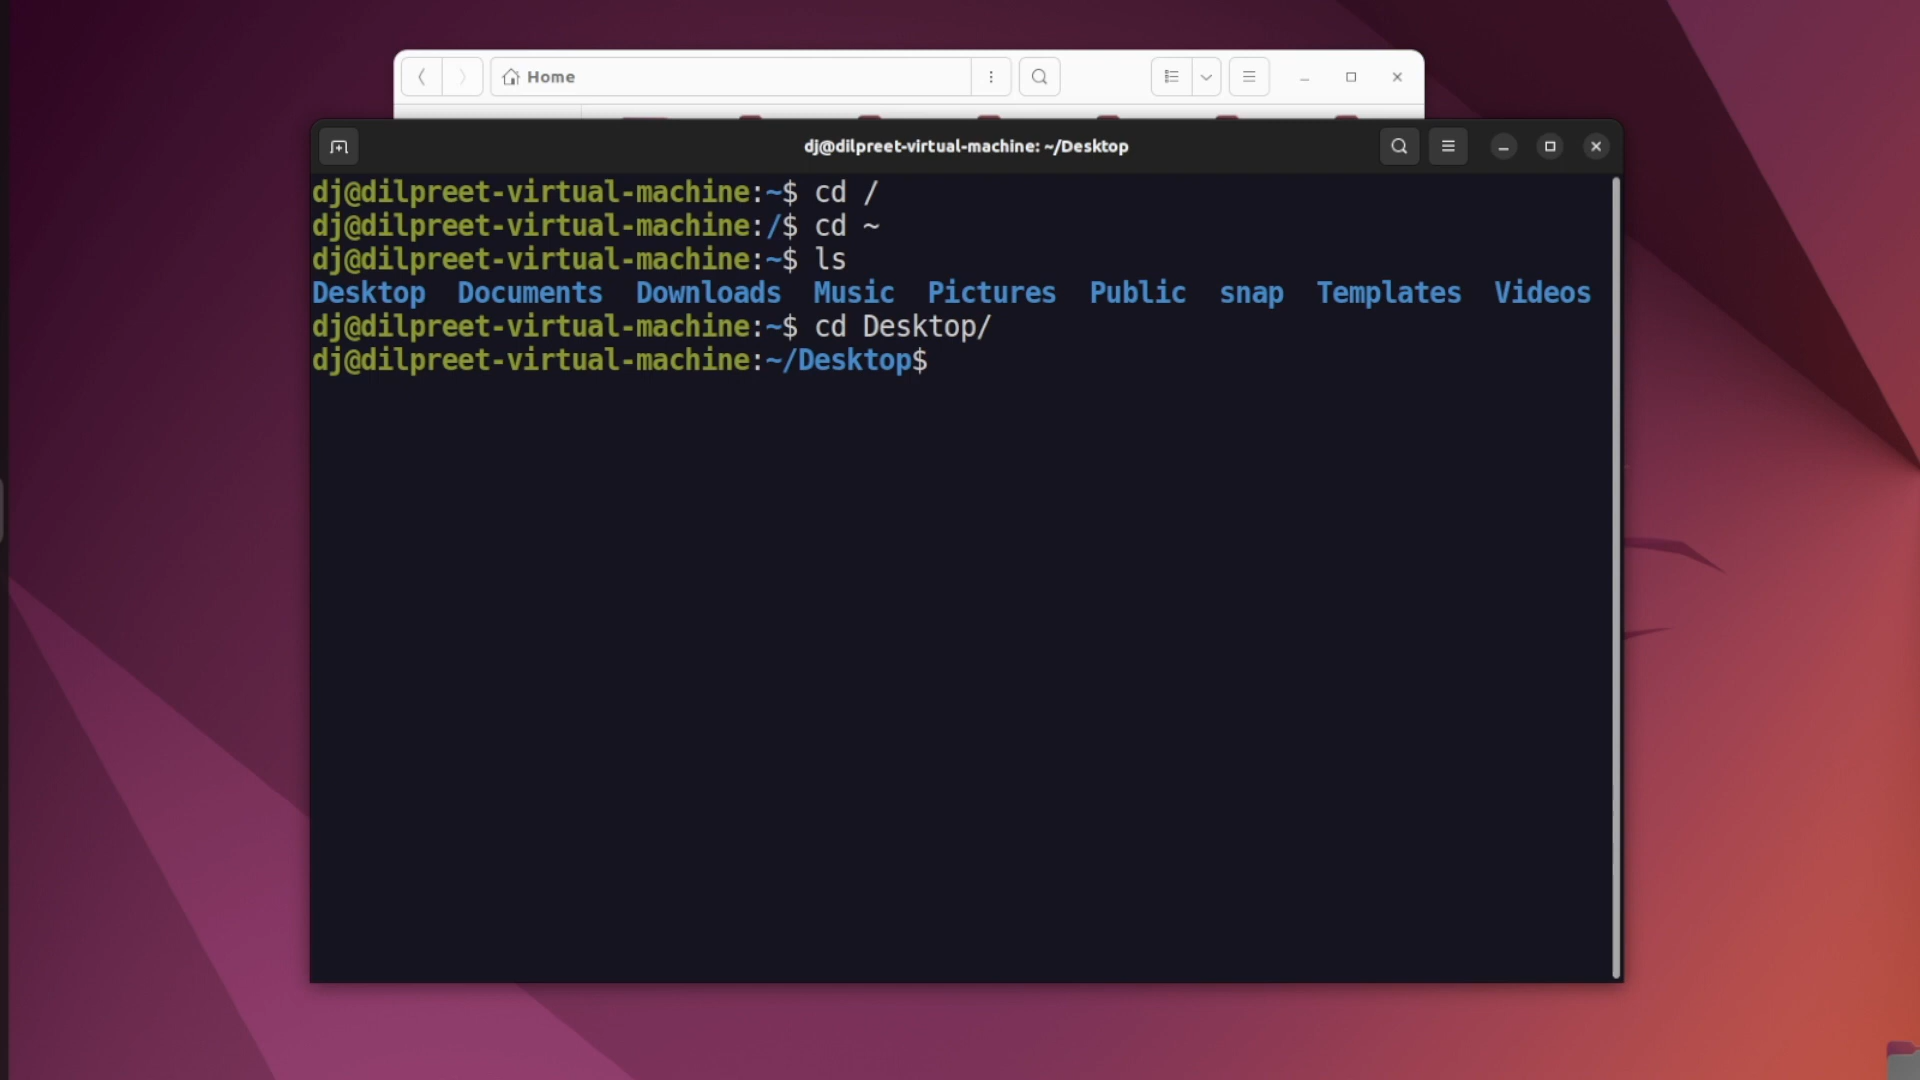 Home
dj@dilpreet-virtual-machine: ~/Desktop
dj@dilpreet-virtual-machine:~$ cd /
dj@dilpreet-virtual-machine:/$ cd ~
dj@dilpreet-virtual-machine:~$ ls
Desktop  Documents  Downloads  Music  Pictures  Public  snap  Templates  Videos
dj@dilpreet-virtual-machine:~$ cd Desktop/
dj@dilpreet-virtual-machine:~/Desktop$